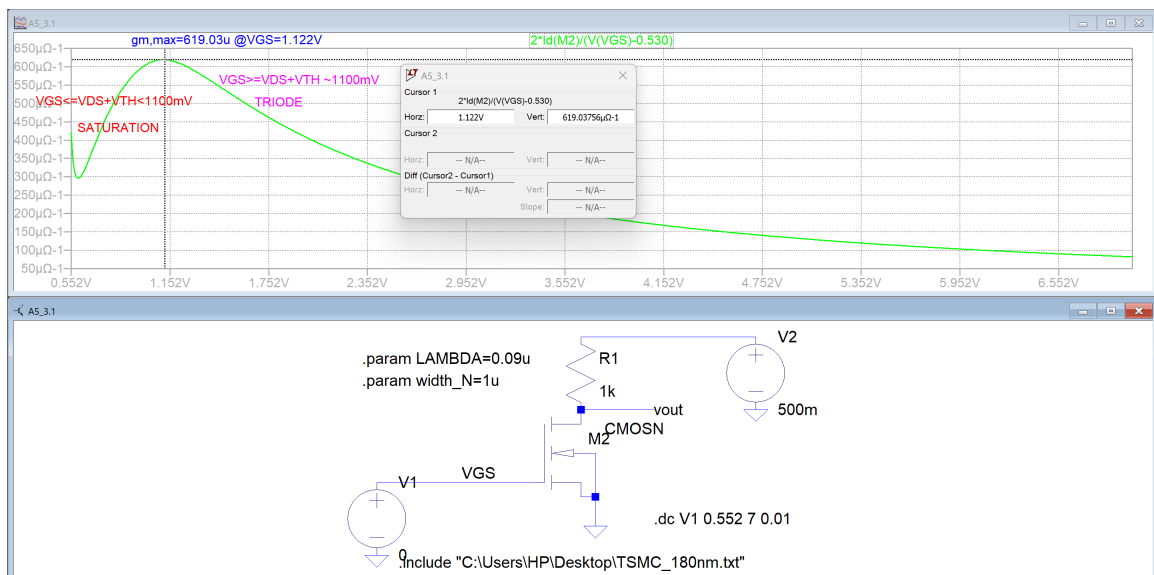 A5_3.1
gm,max=619.03u @VGS=1.122V
2*Id(M2)/(V(VGS)-0.530)
650µΩ-1
600µΩ-1
550µΩ-1
500µΩ-1
450µΩ-1
400µΩ-1
350µΩ-1
300µΩ-1
250µΩ-1
200µΩ-1
150µΩ-1
100µΩ-1
50µΩ-1
VGS>=VDS+VTH ~1100mV
TRIODE
VGS<=VDS+VTH<1100mV
SATURATION
A5_3.1
Cursor 1
2*Id(M2)/(V(VGS)-0.530)
Horz: 1.122V Vert: 619.03756µΩ-1
Cursor 2
Horz: -- N/A-- Vert: -- N/A--
Diff (Cursor2 - Cursor1)
Horz: -- N/A-- Vert: -- N/A--
Slope: -- N/A--
0.552V 1.152V 1.752V 2.352V 2.952V 3.552V 4.152V 4.752V 5.352V 5.952V 6.552V
A5_3.1
.param LAMBDA=0.09u
.param width_N=1u
R1
1k
V2
500m
vout
CMOSN
M2
VGS
V1
0
.dc V1 0.552 7 0.01
.include "C:\Users\HP\Desktop\TSMC_180nm.txt"